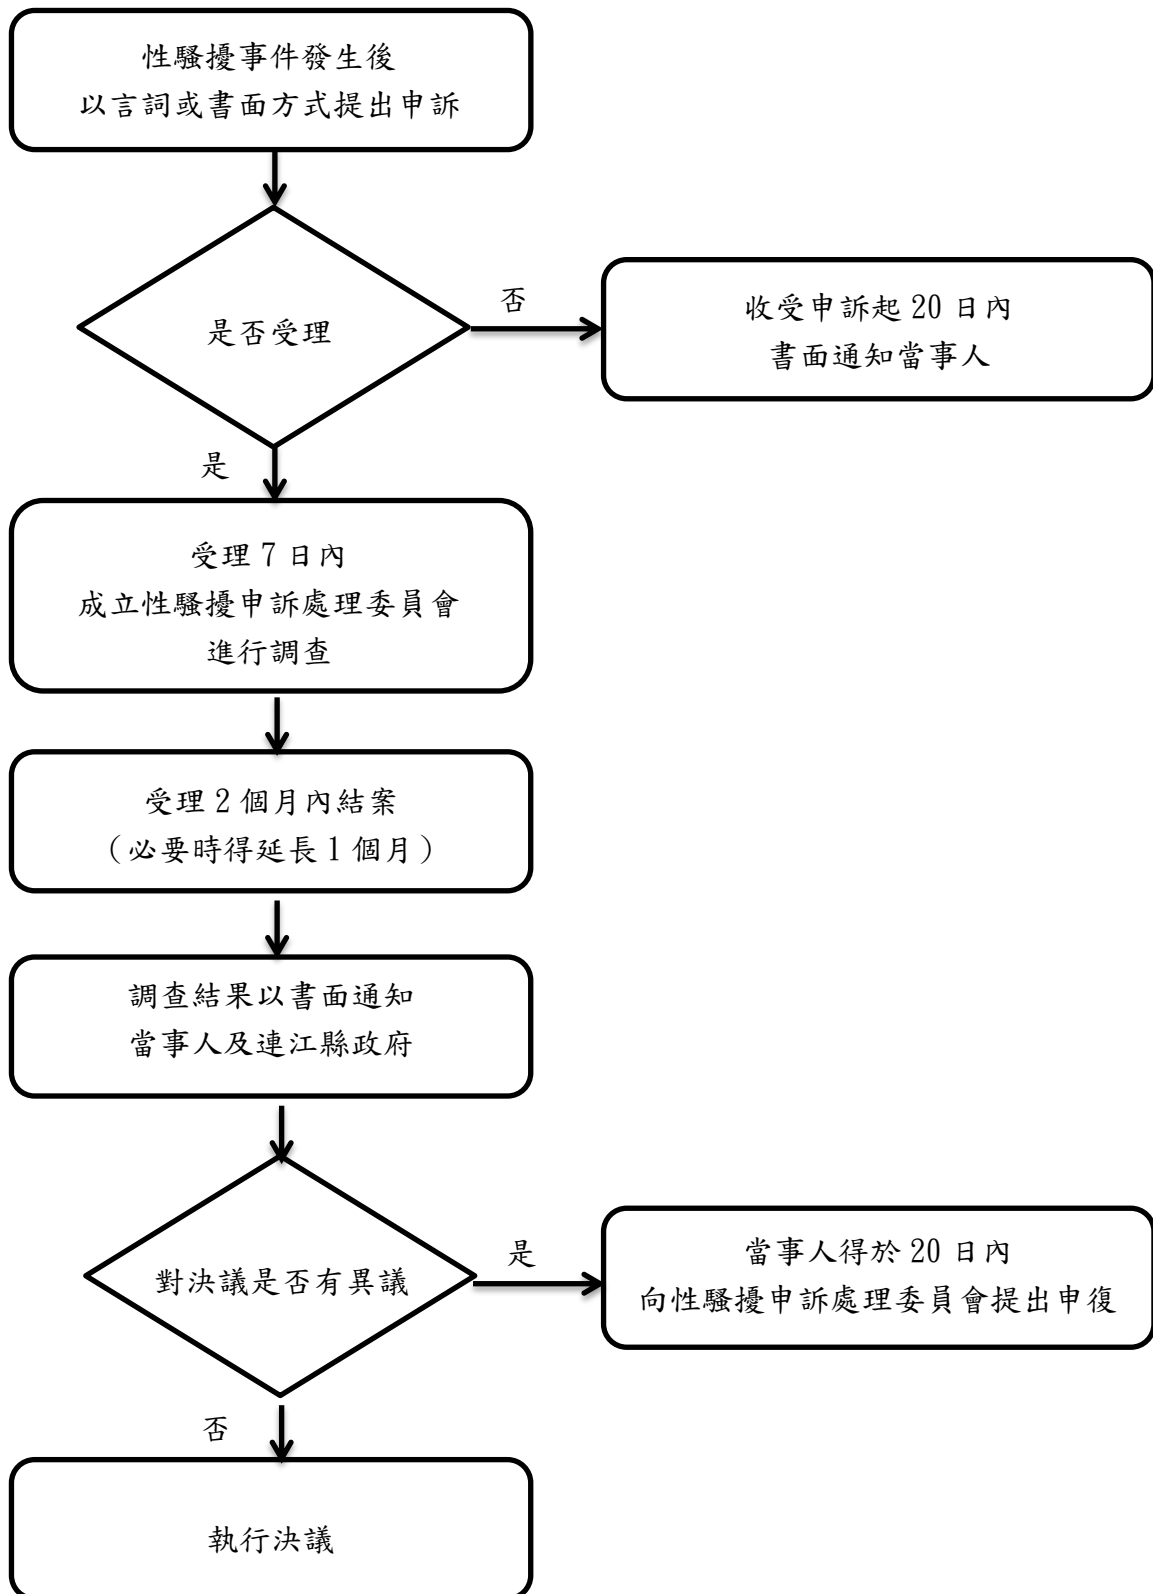 性騷擾事件發生後
以言詞或書面方式提出申訴
是否受理
否
收受申訴起 20 日內
書面通知當事人
是
受理 7 日內
成立性騷擾申訴處理委員會
進行調查
受理 2 個月內結案
（必要時得延長 1 個月）
調查結果以書面通知
當事人及連江縣政府
對決議是否有異議
是
當事人得於 20 日內
向性騷擾申訴處理委員會提出申復
否
執行決議